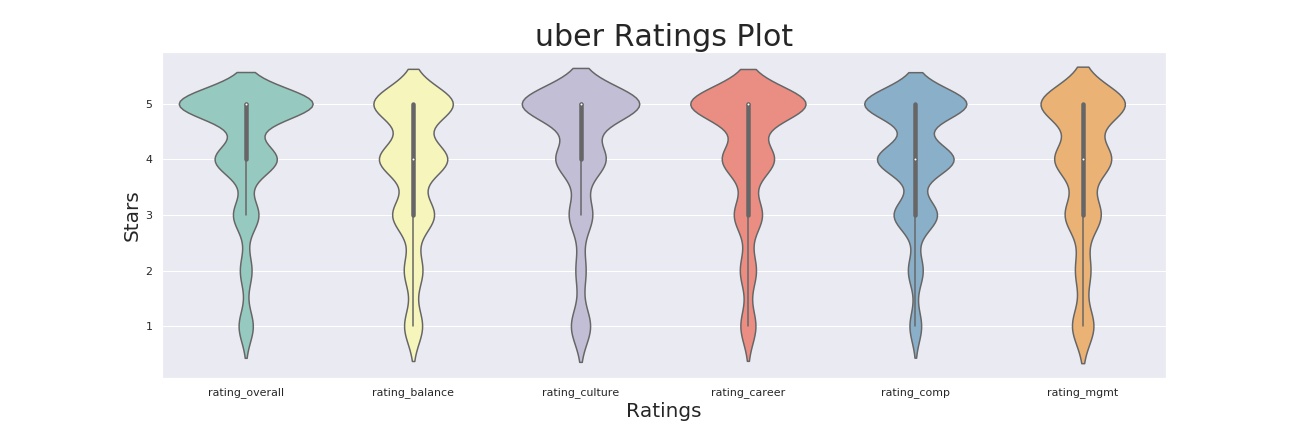 uber Ratings Plot
Stars
5
4
3
2
1
rating_overall rating_balance rating_culture rating_career rating_comp rating_mgmt
Ratings